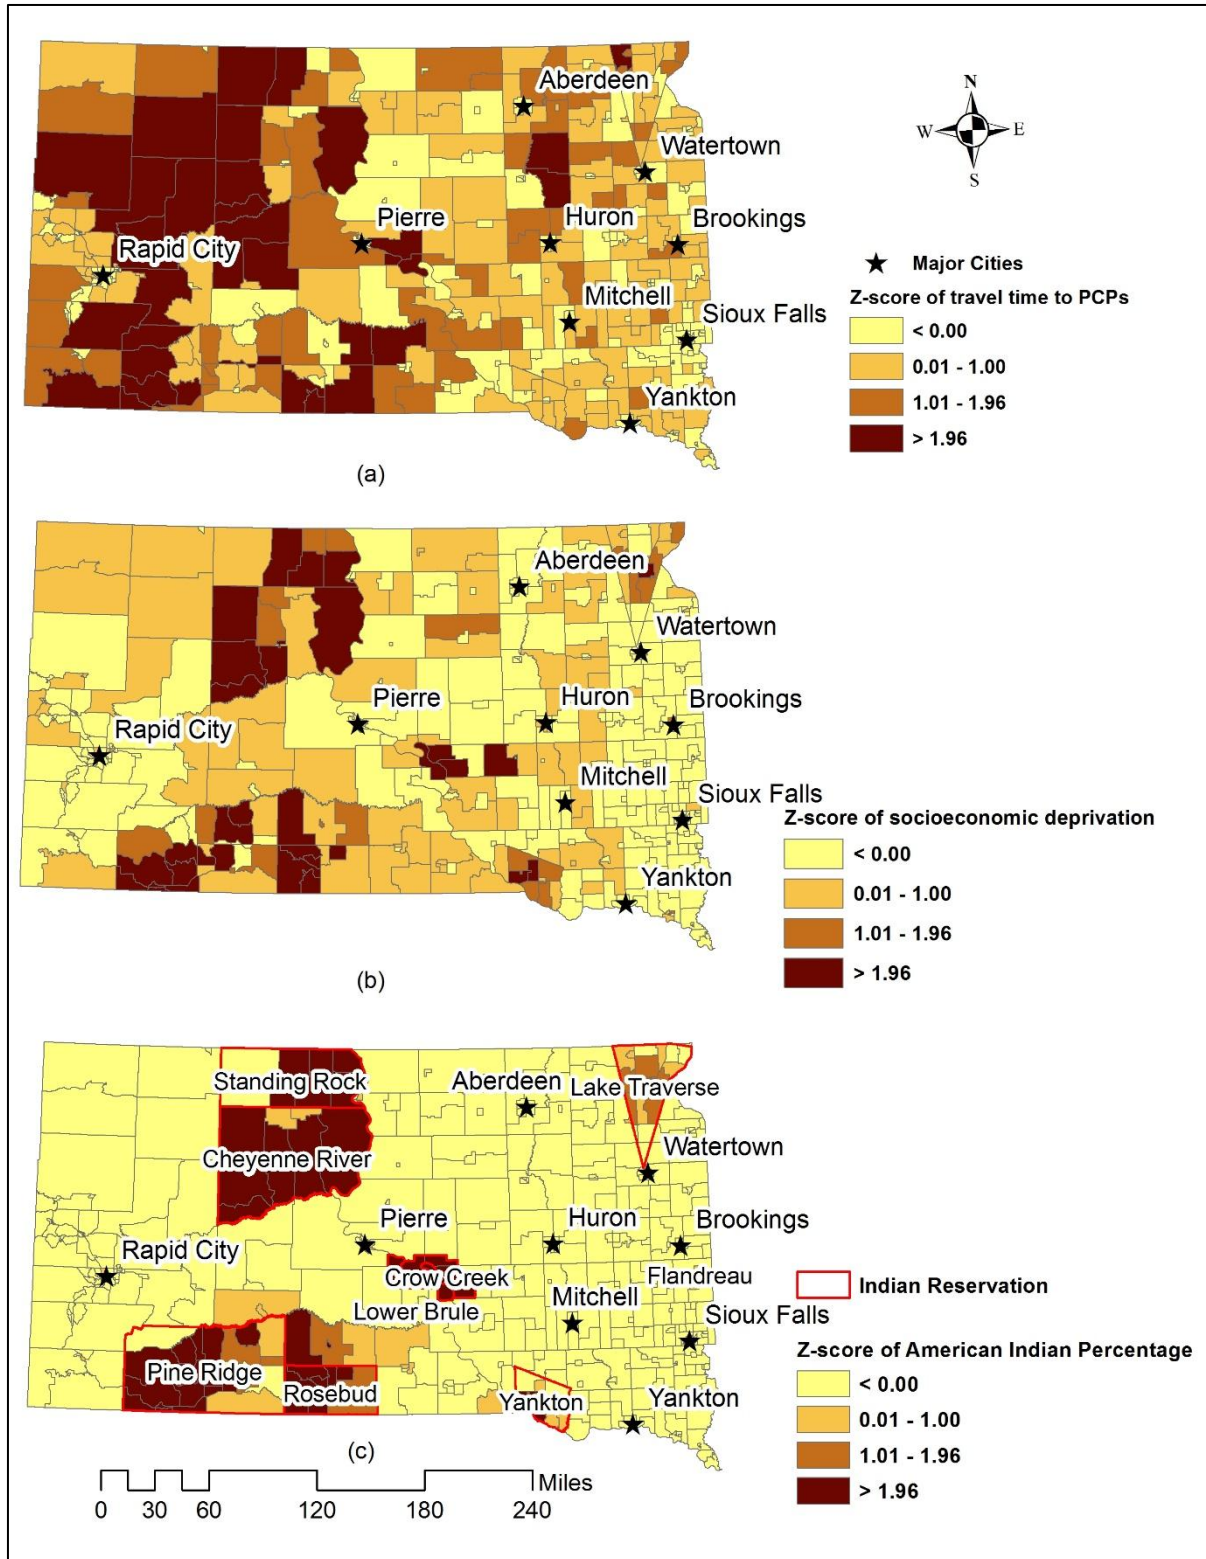 Aberdeen
Watertown
Pierre
Huron
Brookings
Rapid City
Mitchell
Sioux Falls
Yankton
(a)
N
W
E
S
Major Cities
Z-score of travel time to PCPs
< 0.00
0.01 - 1.00
1.01 - 1.96
> 1.96
Aberdeen
Watertown
Pierre
Huron
Brookings
Rapid City
Mitchell
Sioux Falls
Yankton
(b)
Z-score of socioeconomic deprivation
< 0.00
0.01 - 1.00
1.01 - 1.96
> 1.96
Standing Rock
Aberdeen
Lake Traverse
Cheyenne River
Watertown
Pierre
Huron
Brookings
Rapid City
Crow Creek
Flandreau
Lower Brule
Mitchell
Sioux Falls
Pine Ridge
Rosebud
Yankton
Yankton
(c)
Indian Reservation
Z-score of American Indian Percentage
< 0.00
0.01 - 1.00
1.01 - 1.96
> 1.96
Miles
0 30 60 120 180 240